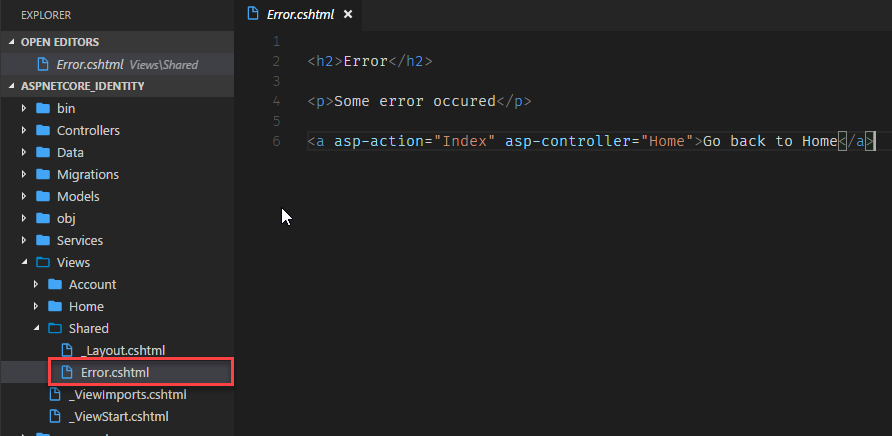 EXPLORER
OPEN EDITORS
Error.cshtml Views\Shared
ASPNETCORE_IDENTITY
bin
Controllers
Data
Migrations
Models
obj
Services
Views
Account
Home
Shared
_Layout.cshtml
Error.cshtml
_ViewImports.cshtml
_ViewStart.cshtml
Error.cshtml
1
2 <h2>Error</h2>
3
4 <p>Some error occured</p>
5
6 <a asp-action="Index" asp-controller="Home">Go back to Home</a>